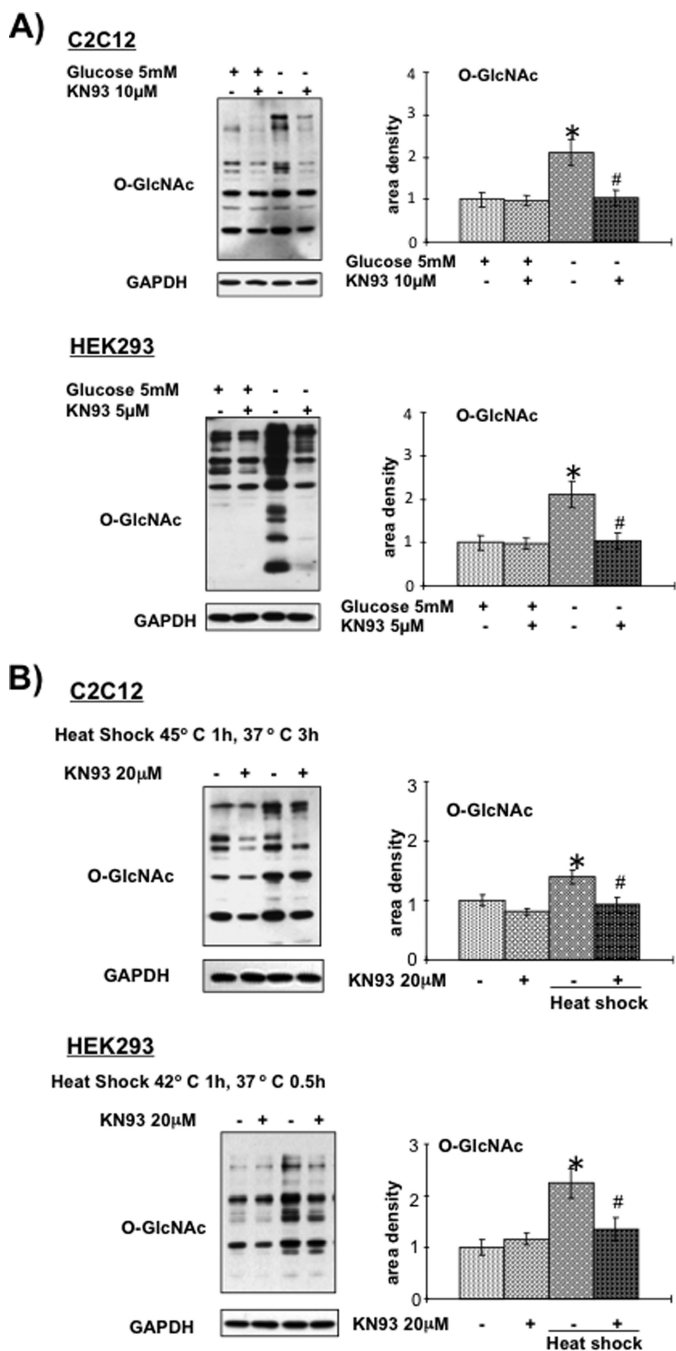 A)
C2C12
Glucose 5mM + + - -
KN93 10µM - + - +
O-GlcNAc
GAPDH
O-GlcNAc
area density
4
3
2
1
0
*
#
Glucose 5mM + + - -
KN93 10µM - + - +
HEK293
Glucose 5mM + + - -
KN93 5µM - + - +
O-GlcNAc
GAPDH
O-GlcNAc
area density
4
3
2
1
0
*
#
Glucose 5mM + + - -
KN93 5µM - + - +
B)
C2C12
Heat Shock 45º C 1h, 37 º C 3h
KN93 20µM - + - +
O-GlcNAc
GAPDH
O-GlcNAc
area density
3
2
1
0
*
#
KN93 20µM - + - +
Heat shock
HEK293
Heat Shock 42º C 1h, 37 º C 0.5h
KN93 20µM - + - +
O-GlcNAc
GAPDH
O-GlcNAc
area density
3
2
1
0
*
#
KN93 20µM - + - +
Heat shock